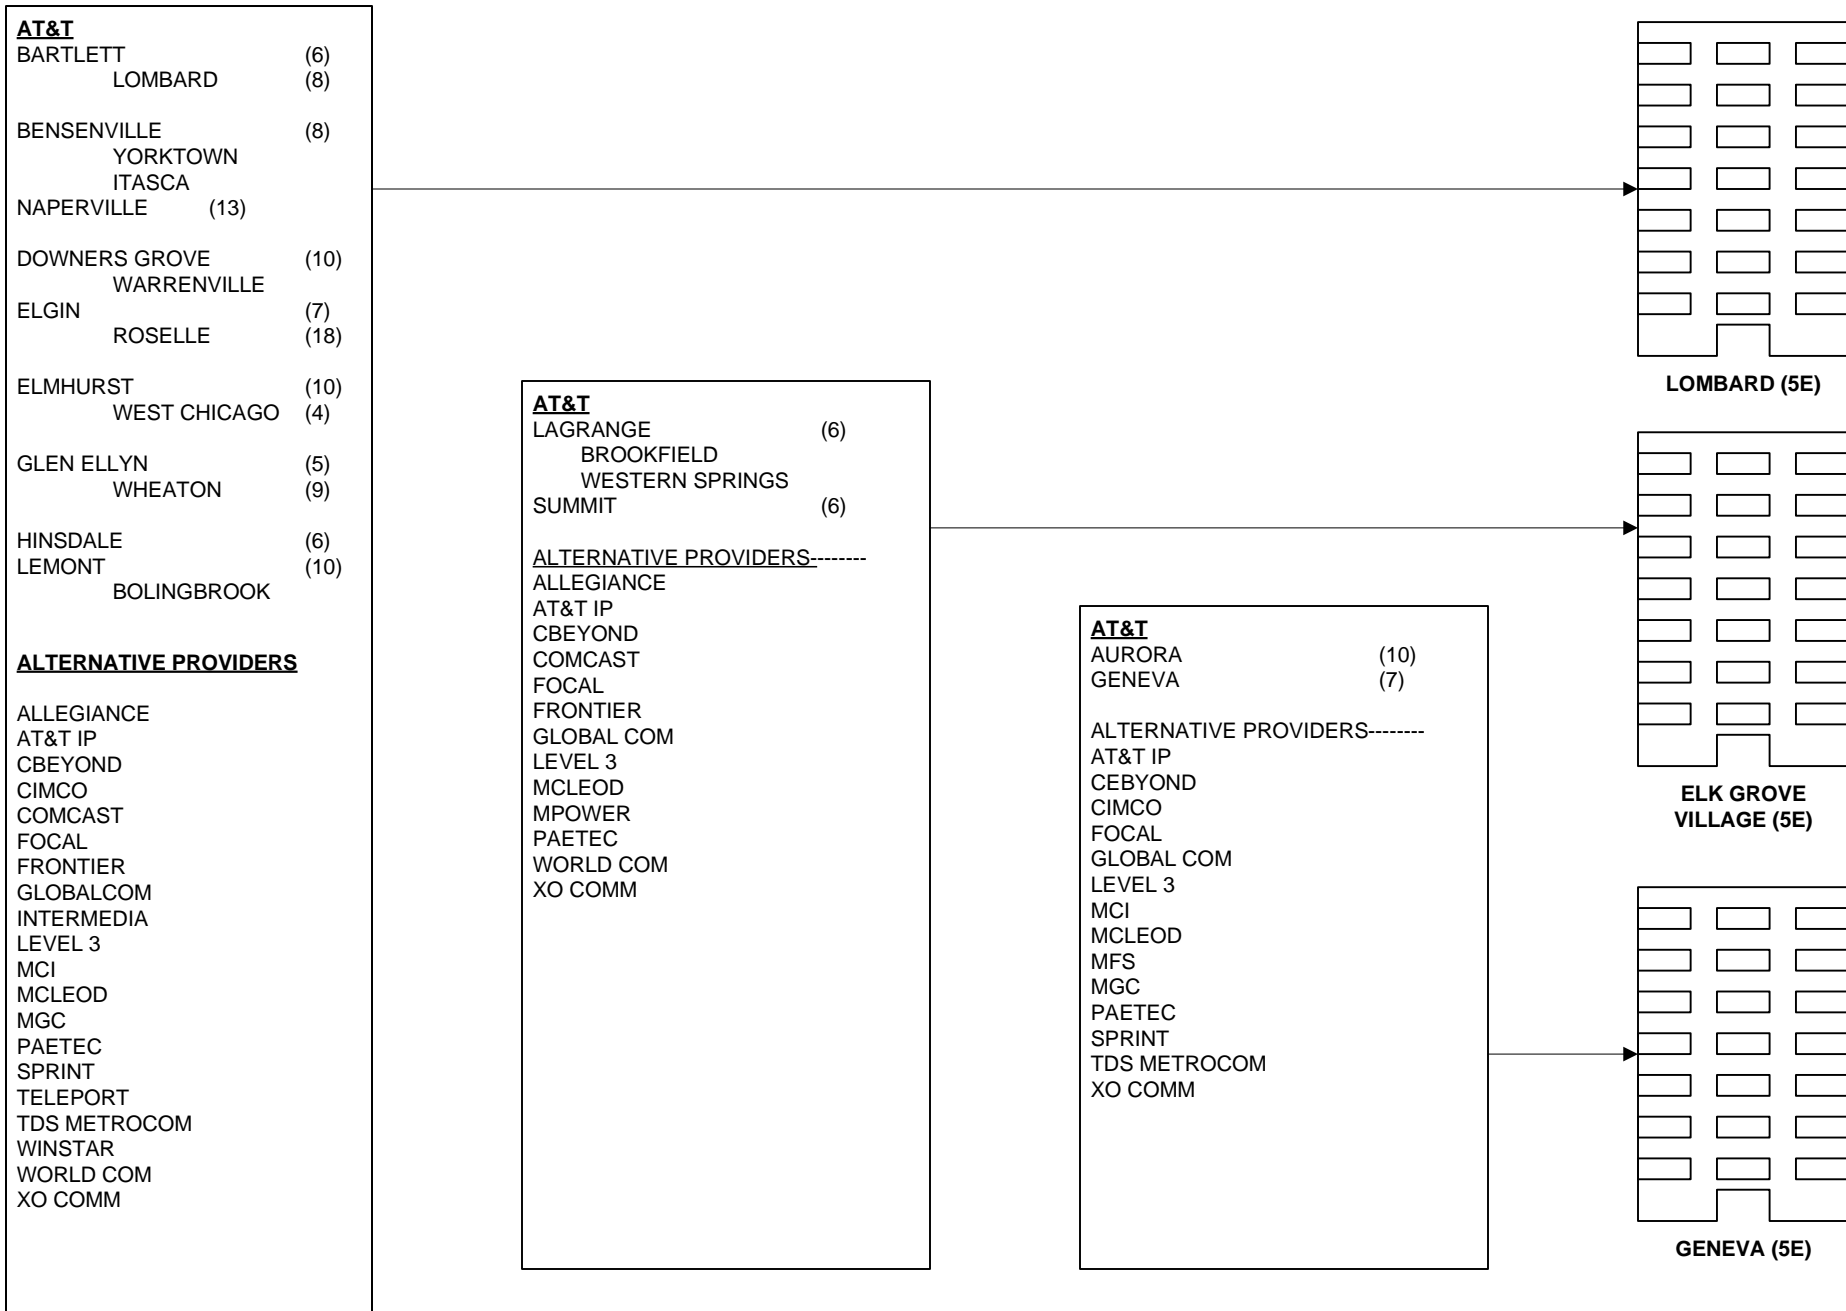 AT&T
BARTLETT (6)
LOMBARD (8)
BENSENVILLE (8)
YORKTOWN
ITASCA
NAPERVILLE (13)
DOWNERS GROVE (10)
WARRENVILLE
ELGIN (7)
ROSELLE (18)
ELMHURST (10)
WEST CHICAGO (4)
GLEN ELLYN (5)
WHEATON (9)
HINSDALE (6)
LEMONT (10)
BOLINGBROOK
ALTERNATIVE PROVIDERS
ALLEGIANCE
AT&T IP
CBEYOND
CIMCO
COMCAST
FOCAL
FRONTIER
GLOBALCOM
INTERMEDIA
LEVEL 3
MCI
MCLEOD
MGC
PAETEC
SPRINT
TELEPORT
TDS METROCOM
WINSTAR
WORLD COM
XO COMM
AT&T
LAGRANGE (6)
BROOKFIELD
WESTERN SPRINGS
SUMMIT (6)
ALTERNATIVE PROVIDERS--------
ALLEGIANCE
AT&T IP
CBEYOND
COMCAST
FOCAL
FRONTIER
GLOBAL COM
LEVEL 3
MCLEOD
MPOWER
PAETEC
WORLD COM
XO COMM
AT&T
AURORA (10)
GENEVA (7)
ALTERNATIVE PROVIDERS--------
AT&T IP
CEBYOND
CIMCO
FOCAL
GLOBAL COM
LEVEL 3
MCI
MCLEOD
MFS
MGC
PAETEC
SPRINT
TDS METROCOM
XO COMM
LOMBARD (5E)
ELK GROVE
VILLAGE (5E)
GENEVA (5E)